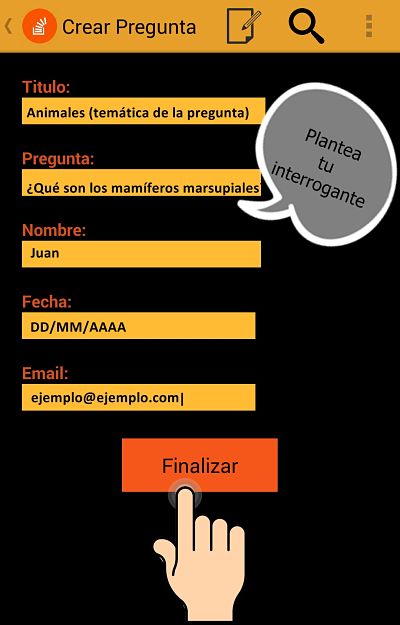 Crear Pregunta
Titulo:
Animales (temática de la pregunta)
Plantea
tu
interrogante
Pregunta:
¿Qué son los mamíferos marsupiales
Nombre:
Juan
Fecha:
DD/MM/AAAA
Email:
ejemplo@ejemplo.com|
Finalizar